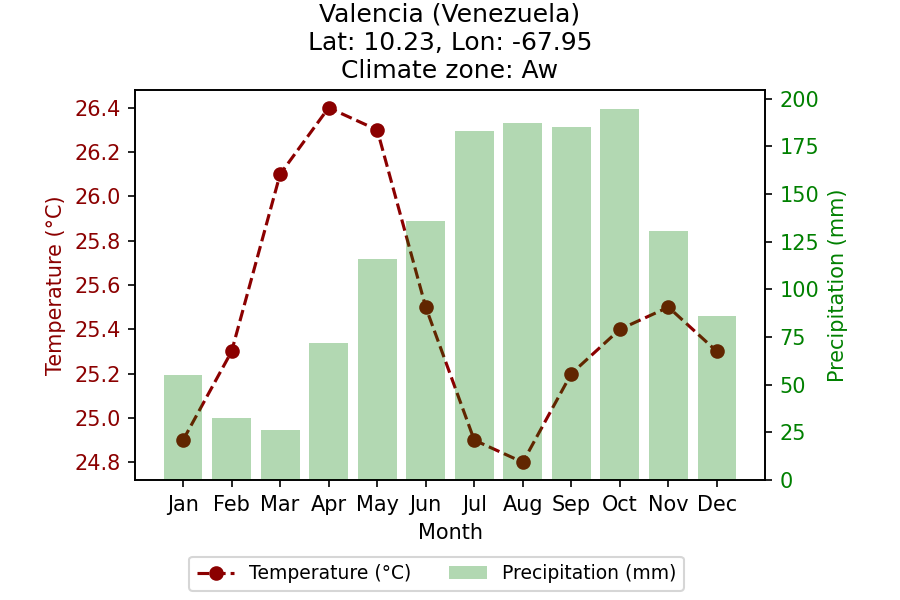 Valencia (Venezuela)
Lat: 10.23, Lon: -67.95
Climate zone: Aw
26.4
26.2
26.0
25.8
25.6
25.4
25.2
25.0
24.8
Temperature (°C)
200
175
150
125
100
75
50
25
0
Precipitation (mm)
Jan Feb Mar Apr May Jun Jul Aug Sep Oct Nov Dec
Month
Temperature (°C) Precipitation (mm)